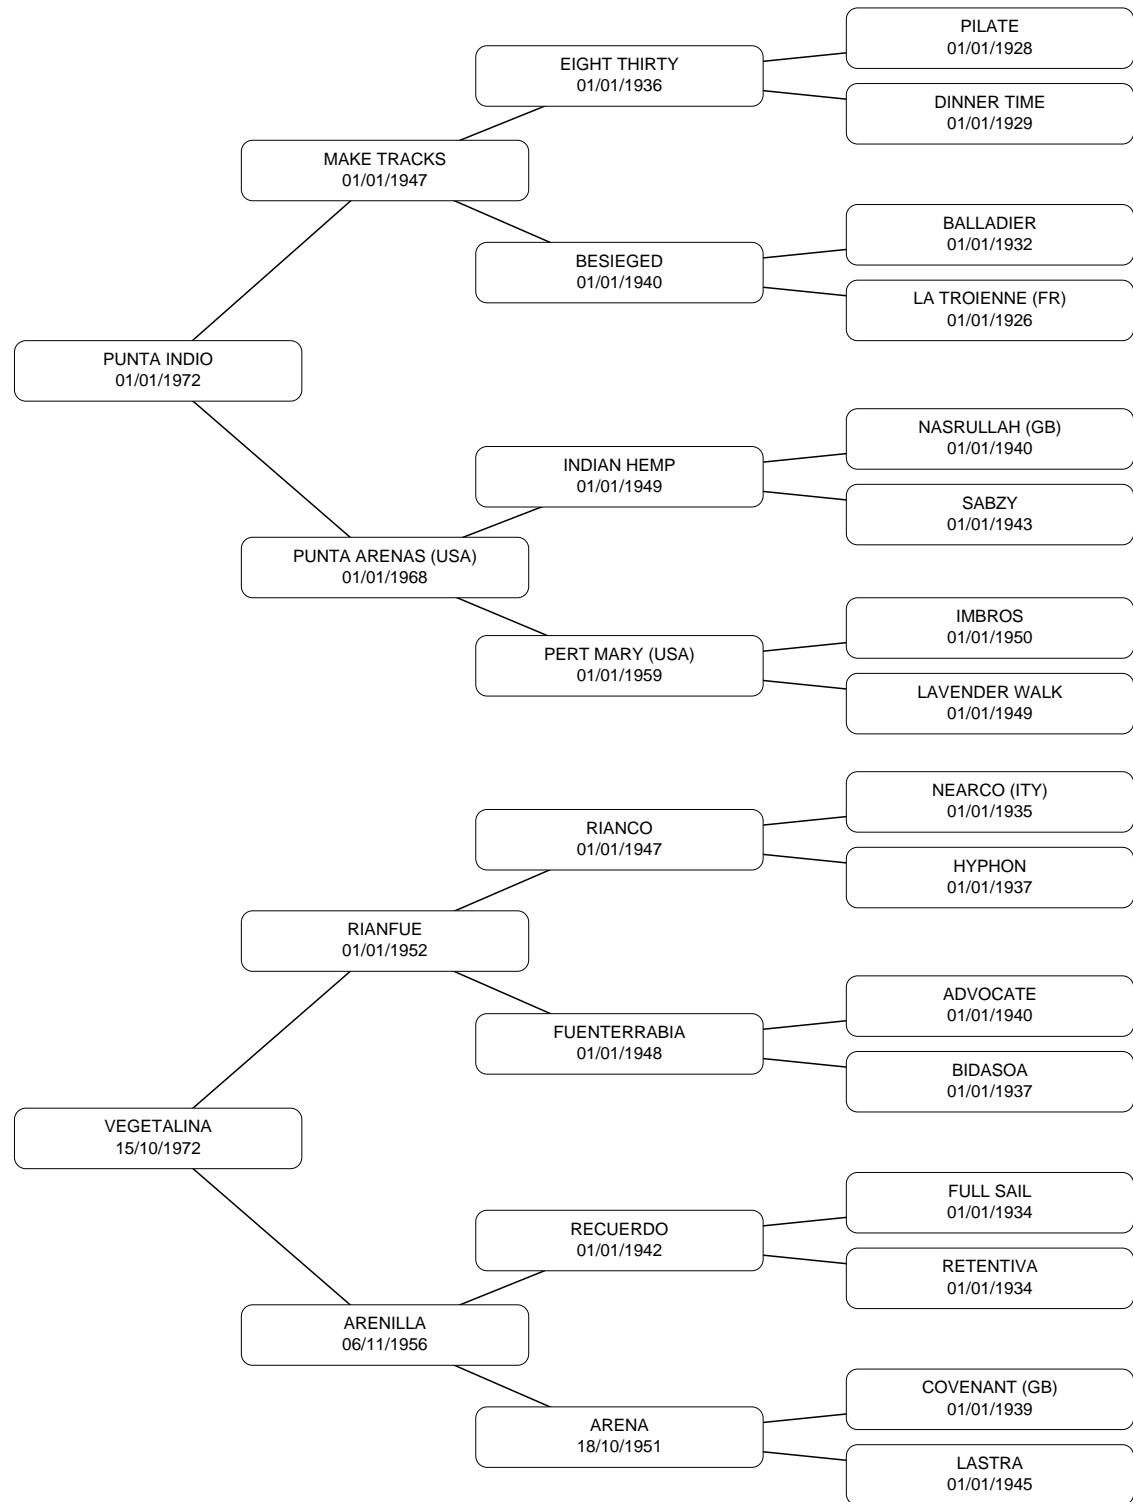 PILATE
01/01/1928
EIGHT THIRTY
01/01/1936
DINNER TIME
01/01/1929
MAKE TRACKS
01/01/1947
BALLADIER
01/01/1932
BESIEGED
01/01/1940
LA TROIENNE (FR)
01/01/1926
PUNTA INDIO
01/01/1972
NASRULLAH (GB)
01/01/1940
INDIAN HEMP
01/01/1949
SABZY
01/01/1943
PUNTA ARENAS (USA)
01/01/1968
IMBROS
01/01/1950
PERT MARY (USA)
01/01/1959
LAVENDER WALK
01/01/1949
NEARCO (ITY)
01/01/1935
RIANCO
01/01/1947
HYPHON
01/01/1937
RIANFUE
01/01/1952
ADVOCATE
01/01/1940
FUENTERRABIA
01/01/1948
BIDASOA
01/01/1937
VEGETALINA
15/10/1972
FULL SAIL
01/01/1934
RECUERDO
01/01/1942
RETENTIVA
01/01/1934
ARENILLA
06/11/1956
COVENANT (GB)
01/01/1939
ARENA
18/10/1951
LASTRA
01/01/1945